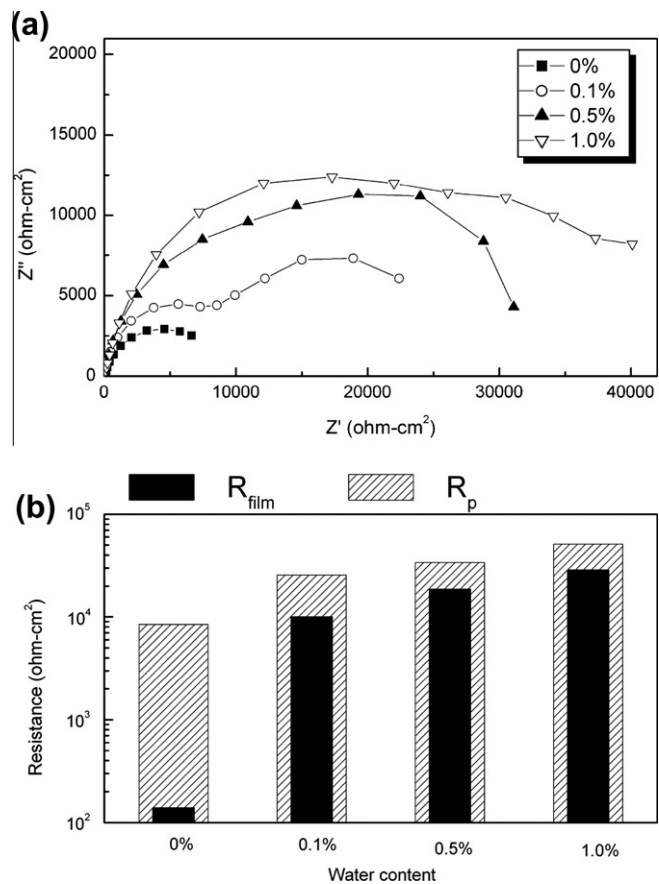 (a)
20000
15000
10000
5000
0
Z'' (ohm-cm²)
0%
0.1%
0.5%
1.0%
0 10000 20000 30000 40000
Z' (ohm-cm²)
R_film R_p
(b)
10⁵
10⁴
10³
10²
Resistance (ohm-cm²)
0% 0.1% 0.5% 1.0%
Water content